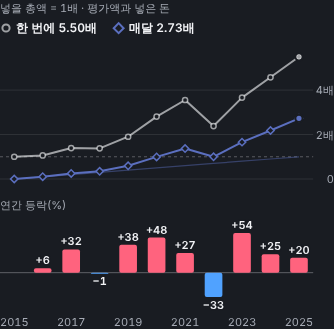 넣을 총액 = 1배 · 평가액과 넣은 돈
한 번에 5.50배 매달 2.73배
4배
2배
0
연간 등락(%)
+6 +32 −1 +38 +48 +27 −33 +54 +25 +20
2015 2017 2019 2021 2023 2025